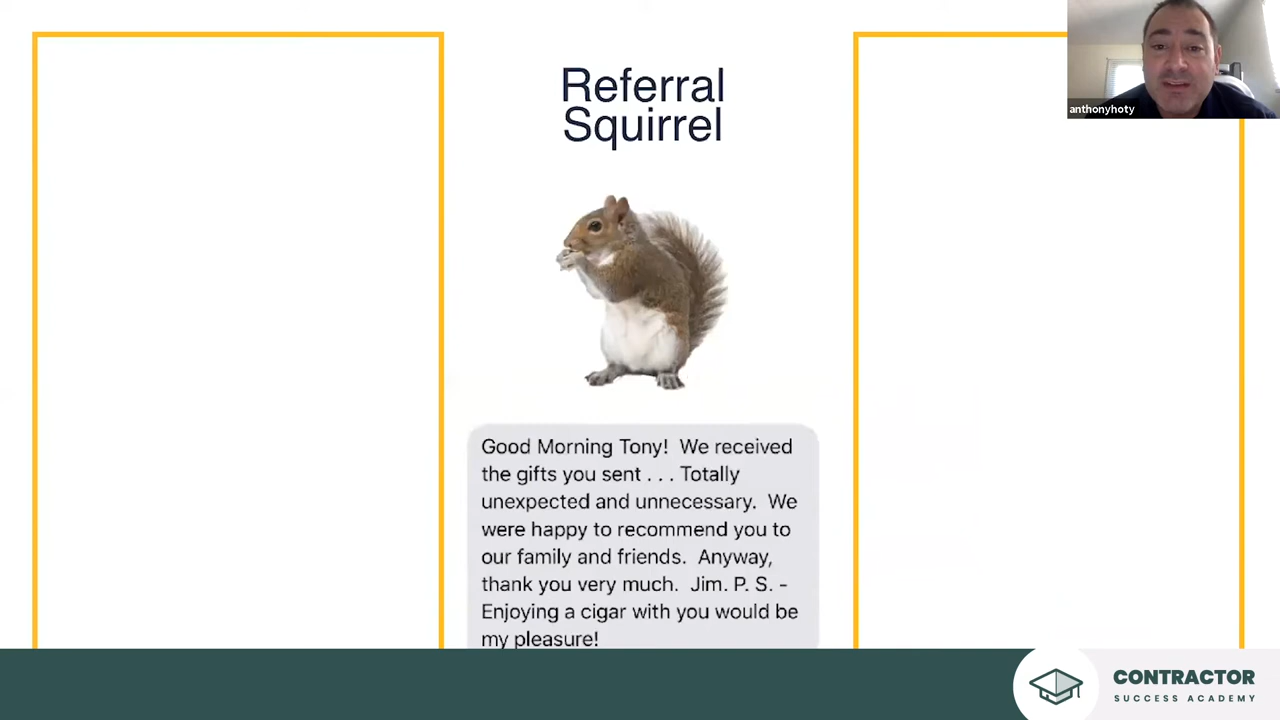 Referral
Squirrel
anthonyhoty
Good Morning Tony!  We received
the gifts you sent . . . Totally
unexpected and unnecessary.  We
were happy to recommend you to
our family and friends.  Anyway,
thank you very much.  Jim. P. S. -
Enjoying a cigar with you would be
my pleasure!
CONTRACTOR
SUCCESS ACADEMY